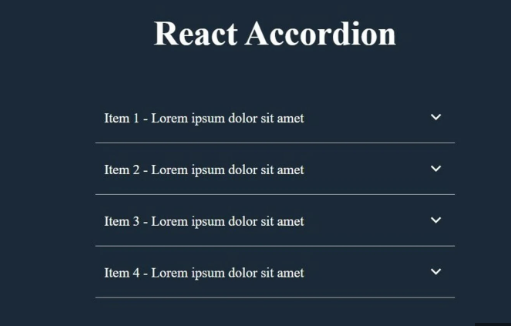 React Accordion
Item 1 - Lorem ipsum dolor sit amet
Item 2 - Lorem ipsum dolor sit amet
Item 3 - Lorem ipsum dolor sit amet
Item 4 - Lorem ipsum dolor sit amet